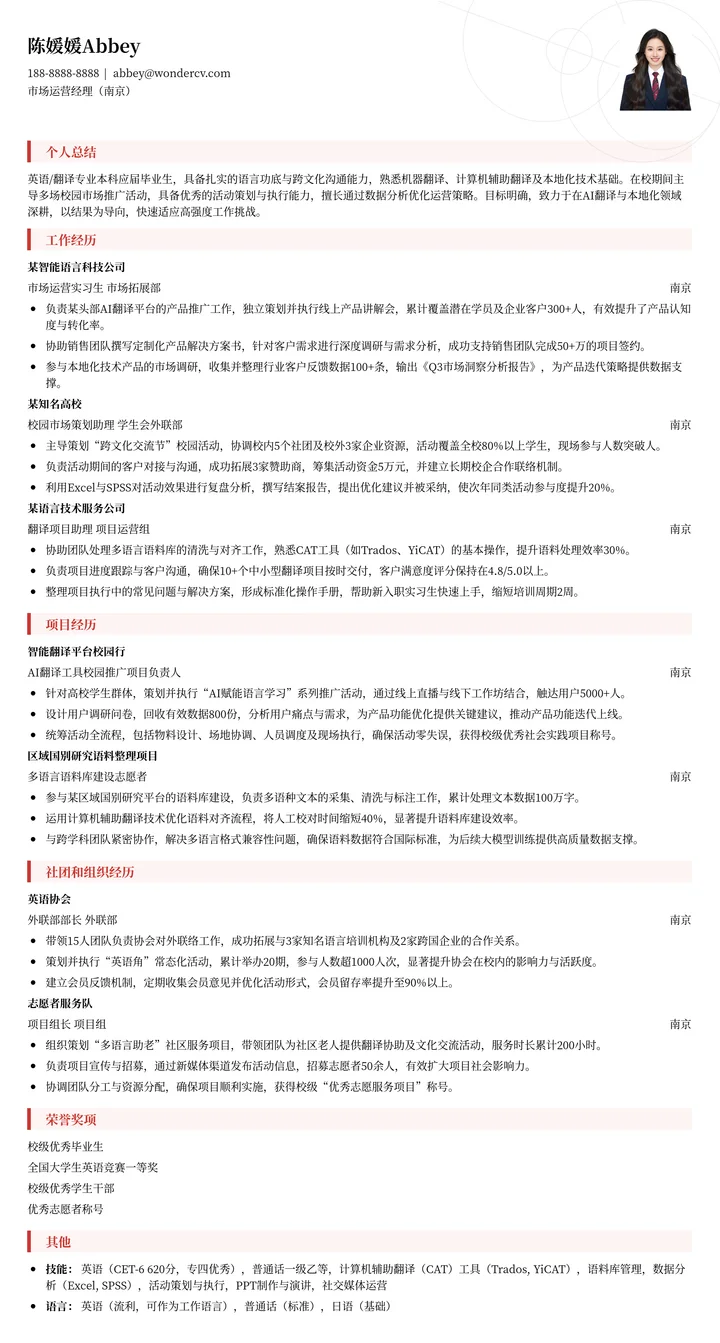 陈媛媛Abbey
188-8888-8888 | abbey@wondercv.com
市场运营经理（南京）
个人总结
英语/翻译专业本科应届毕业生，具备扎实的语言功底与跨文化沟通能力，熟悉机器翻译、计算机辅助翻译及本地化技术基础。在校期间主
导多场校园市场推广活动，具备优秀的活动策划与执行能力，擅长通过数据分析优化运营策略。目标明确，致力于在AI翻译与本地化领域
深耕，以结果为导向，快速适应高强度工作挑战。
工作经历
某智能语言科技公司
市场运营实习生 市场拓展部 南京
● 负责某头部AI翻译平台的产品推广工作，独立策划并执行线上产品讲解会，累计覆盖潜在学员及企业客户300+人，有效提升了产品认知
度与转化率。
● 协助销售团队撰写定制化产品解决方案书，针对客户需求进行深度调研与需求分析，成功支持销售团队完成50+万的项目签约。
● 参与本地化技术产品的市场调研，收集并整理行业客户反馈数据100+条，输出《Q3市场洞察分析报告》，为产品迭代策略提供数据支
撑。
某知名高校
校园市场策划助理 学生会外联部 南京
● 主导策划“跨文化交流节”校园活动，协调校内5个社团及校外3家企业资源，活动覆盖全校80%以上学生，现场参与人数突破人。
● 负责活动期间的客户对接与沟通，成功拓展3家赞助商，筹集活动资金5万元，并建立长期校企合作联络机制。
● 利用Excel与SPSS对活动效果进行复盘分析，撰写结案报告，提出优化建议并被采纳，使次年同类活动参与度提升20%。
某语言技术服务公司
翻译项目助理 项目运营组 南京
● 协助团队处理多语言语料库的清洗与对齐工作，熟悉CAT工具（如Trados、YiCAT）的基本操作，提升语料处理效率30%。
● 负责项目进度跟踪与客户沟通，确保10+个中小型翻译项目按时交付，客户满意度评分保持在4.8/5.0以上。
● 整理项目执行中的常见问题与解决方案，形成标准化操作手册，帮助新入职实习生快速上手，缩短培训周期2周。
项目经历
智能翻译平台校园行
AI翻译工具校园推广项目负责人 南京
● 针对高校学生群体，策划并执行“AI赋能语言学习”系列推广活动，通过线上直播与线下工作坊结合，触达用户5000+人。
● 设计用户调研问卷，回收有效数据800份，分析用户痛点与需求，为产品功能优化提供关键建议，推动产品功能迭代上线。
● 统筹活动全流程，包括物料设计、场地协调、人员调度及现场执行，确保活动零失误，获得校级优秀社会实践项目称号。
区域国别研究语料整理项目
多语言语料库建设志愿者 南京
● 参与某区域国别研究平台的语料库建设，负责多语种文本的采集、清洗与标注工作，累计处理文本数据100万字。
● 运用计算机辅助翻译技术优化语料对齐流程，将人工校对时间缩短40%，显著提升语料库建设效率。
● 与跨学科团队紧密协作，解决多语言格式兼容性问题，确保语料数据符合国际标准，为后续大模型训练提供高质量数据支撑。
社团和组织经历
英语协会
外联部部长 外联部 南京
● 带领15人团队负责协会对外联络工作，成功拓展与3家知名语言培训机构及2家跨国企业的合作关系。
● 策划并执行“英语角”常态化活动，累计举办20期，参与人数超1000人次，显著提升协会在校内的影响力与活跃度。
● 建立会员反馈机制，定期收集会员意见并优化活动形式，会员留存率提升至90%以上。
志愿者服务队
项目组长 项目组 南京
● 组织策划“多语言助老”社区服务项目，带领团队为社区老人提供翻译协助及文化交流活动，服务时长累计200小时。
● 负责项目宣传与招募，通过新媒体渠道发布活动信息，招募志愿者50余人，有效扩大项目社会影响力。
● 协调团队分工与资源分配，确保项目顺利实施，获得校级“优秀志愿服务项目”称号。
荣誉奖项
校级优秀毕业生
全国大学生英语竞赛一等奖
校级优秀学生干部
优秀志愿者称号
其他
● 技能： 英语（CET-6 620分，专四优秀），普通话一级乙等，计算机辅助翻译（CAT）工具（Trados, YiCAT），语料库管理，数据分
析（Excel, SPSS），活动策划与执行，PPT制作与演讲，社交媒体运营
● 语言： 英语（流利，可作为工作语言），普通话（标准），日语（基础）